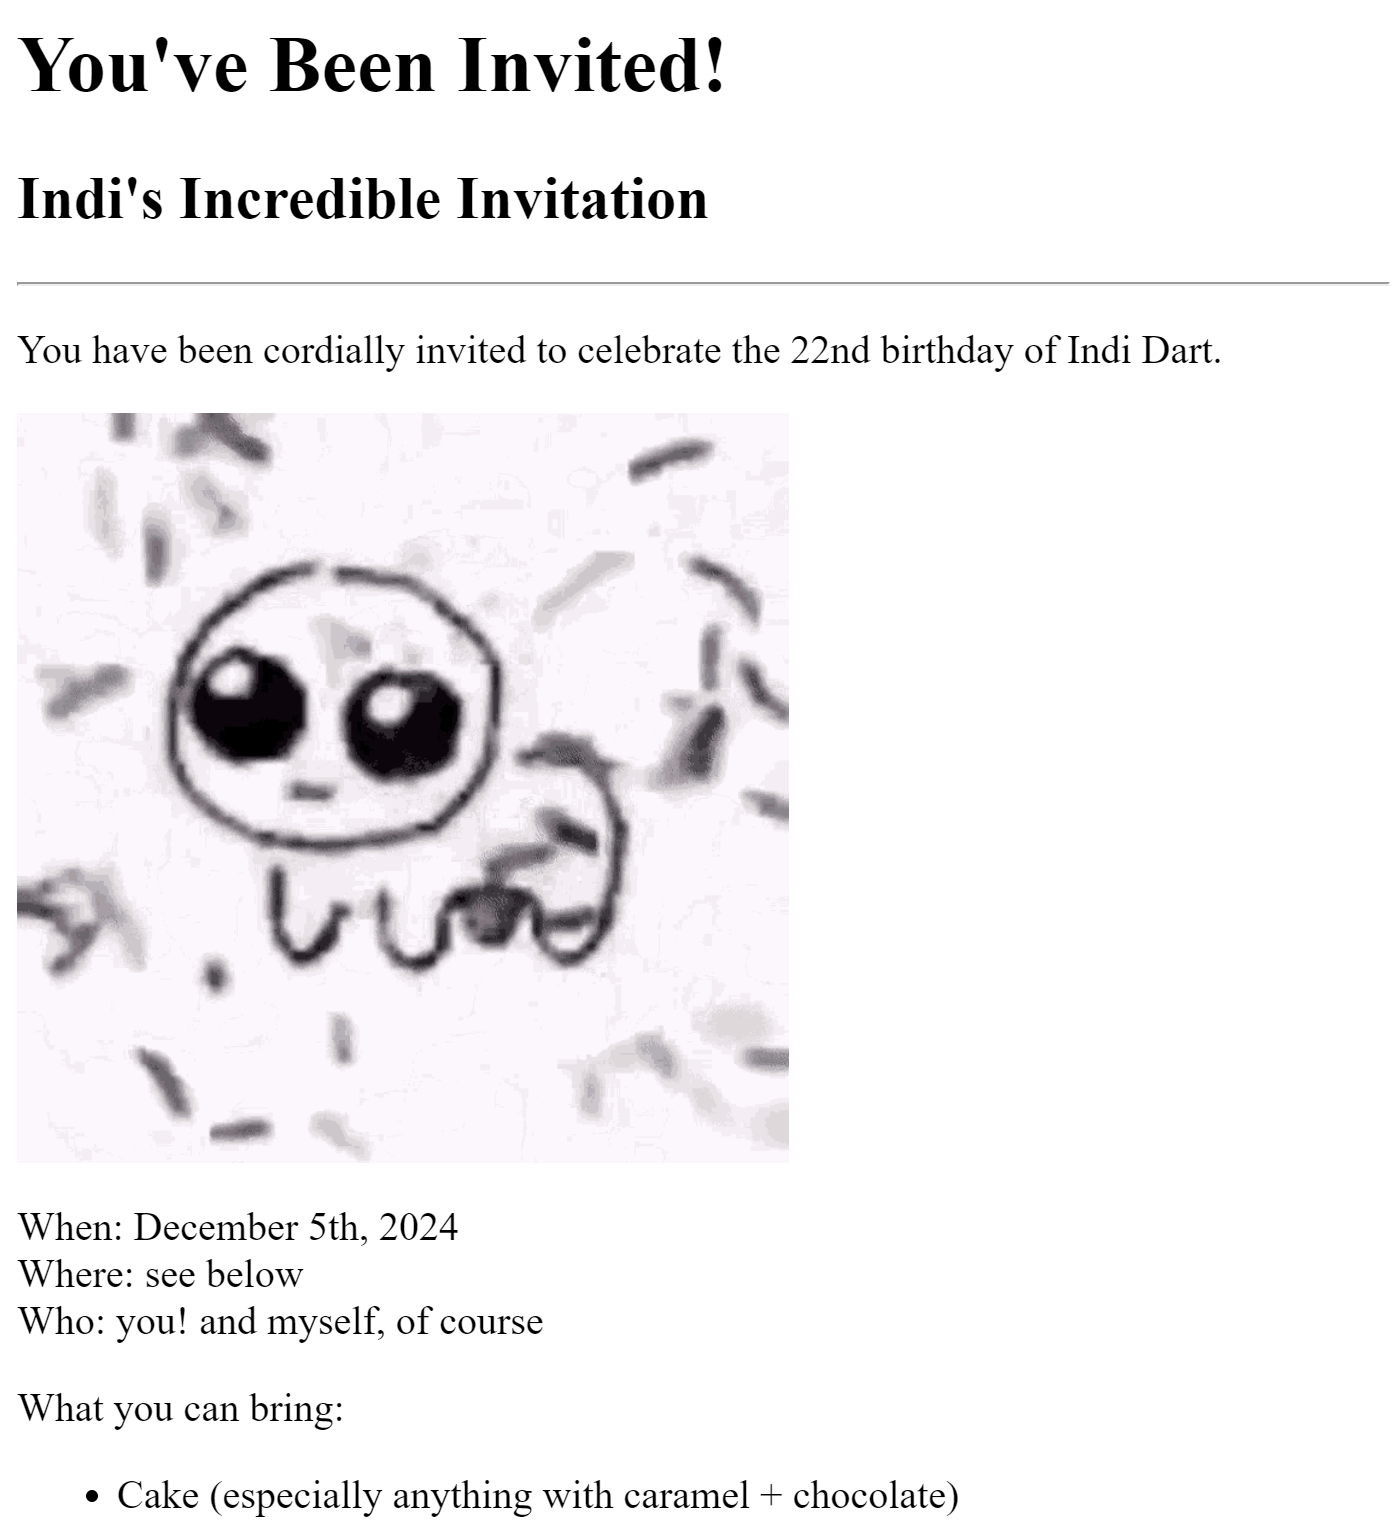 You've Been Invited!
Indi's Incredible Invitation
You have been cordially invited to celebrate the 22nd birthday of Indi Dart.
When: December 5th, 2024
Where: see below
Who: you! and myself, of course
What you can bring:
• Cake (especially anything with caramel + chocolate)